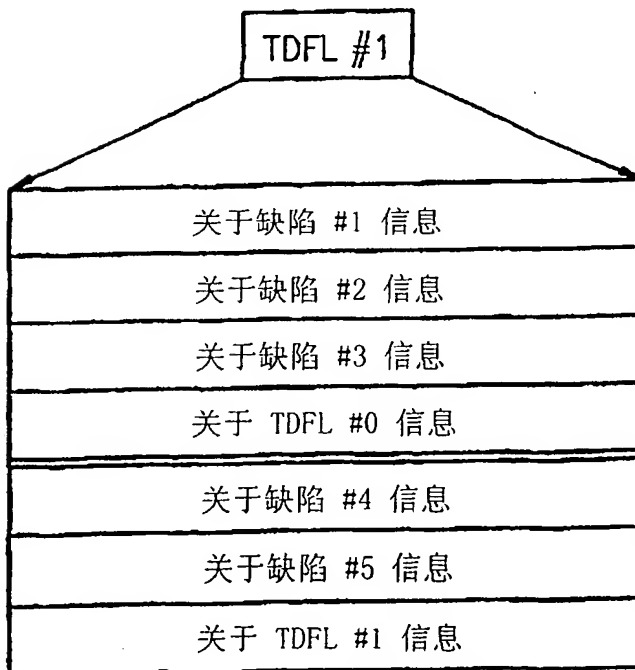 TDFL #1
关于缺陷 #1 信息
关于缺陷 #2 信息
关于缺陷 #3 信息
关于 TDFL #0 信息
关于缺陷 #4 信息
关于缺陷 #5 信息
关于 TDFL #1 信息